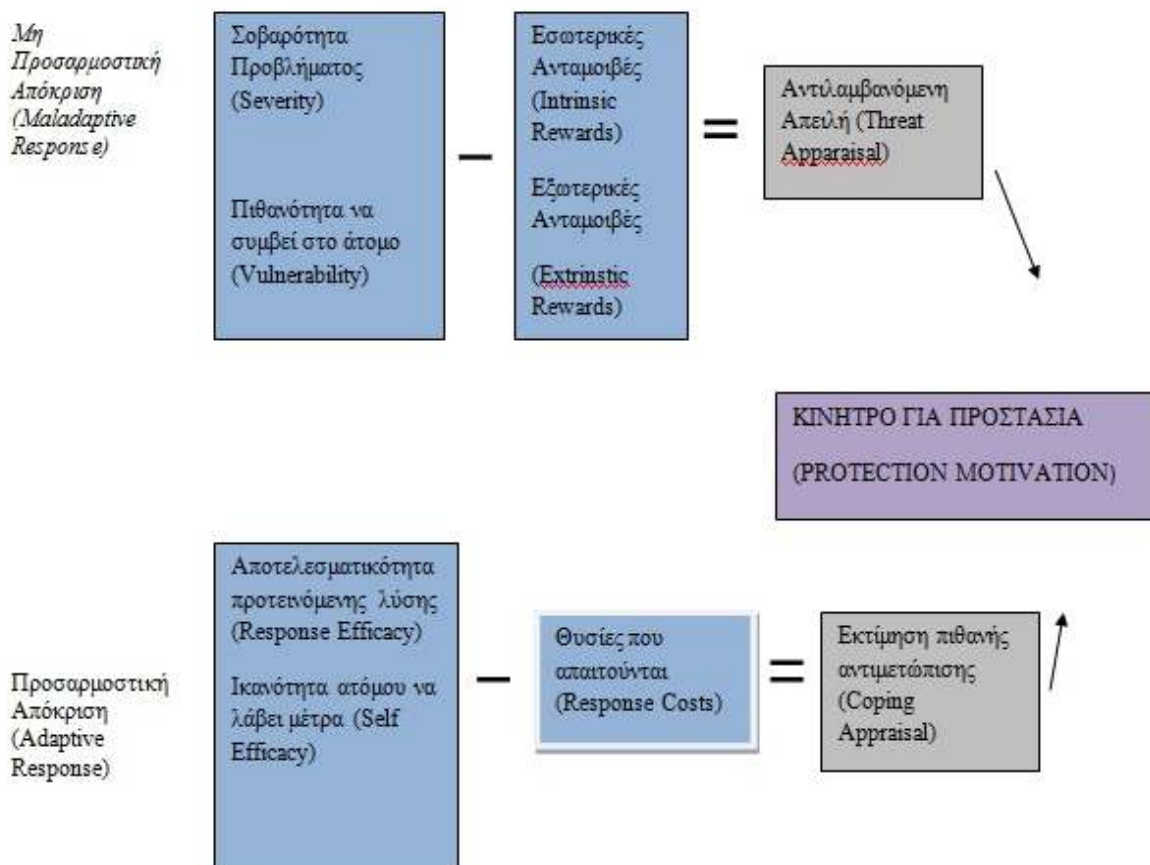 Μη
Προσαρμοστική
Απόκριση
(Maladaptive
Response)
Σοβαρότητα
Προβλήματος
(Severity)
Πιθανότητα να
συμβεί στο άτομο
(Vulnerability)
−
Εσωτερικές
Ανταμοιβές
(Intrinsic
Rewards)
Εξωτερικές
Ανταμοιβές
(Extrinstic
Rewards)
=
Αντιλαμβανόμενη
Απειλή (Threat
Apparaisal)
ΚΙΝΗΤΡΟ ΓΙΑ ΠΡΟΣΤΑΣΙΑ
(PROTECTION MOTIVATION)
Προσαρμοστική
Απόκριση
(Adaptive
Response)
Αποτελεσματικότητα
προτεινόμενης λύσης
(Response Efficacy)
Ικανότητα ατόμου να
λάβει μέτρα (Self
Efficacy)
−
Θυσίες που
απαιτούνται
(Response Costs)
=
Εκτίμηση πιθανής
αντιμετώπισης
(Coping
Appraisal)